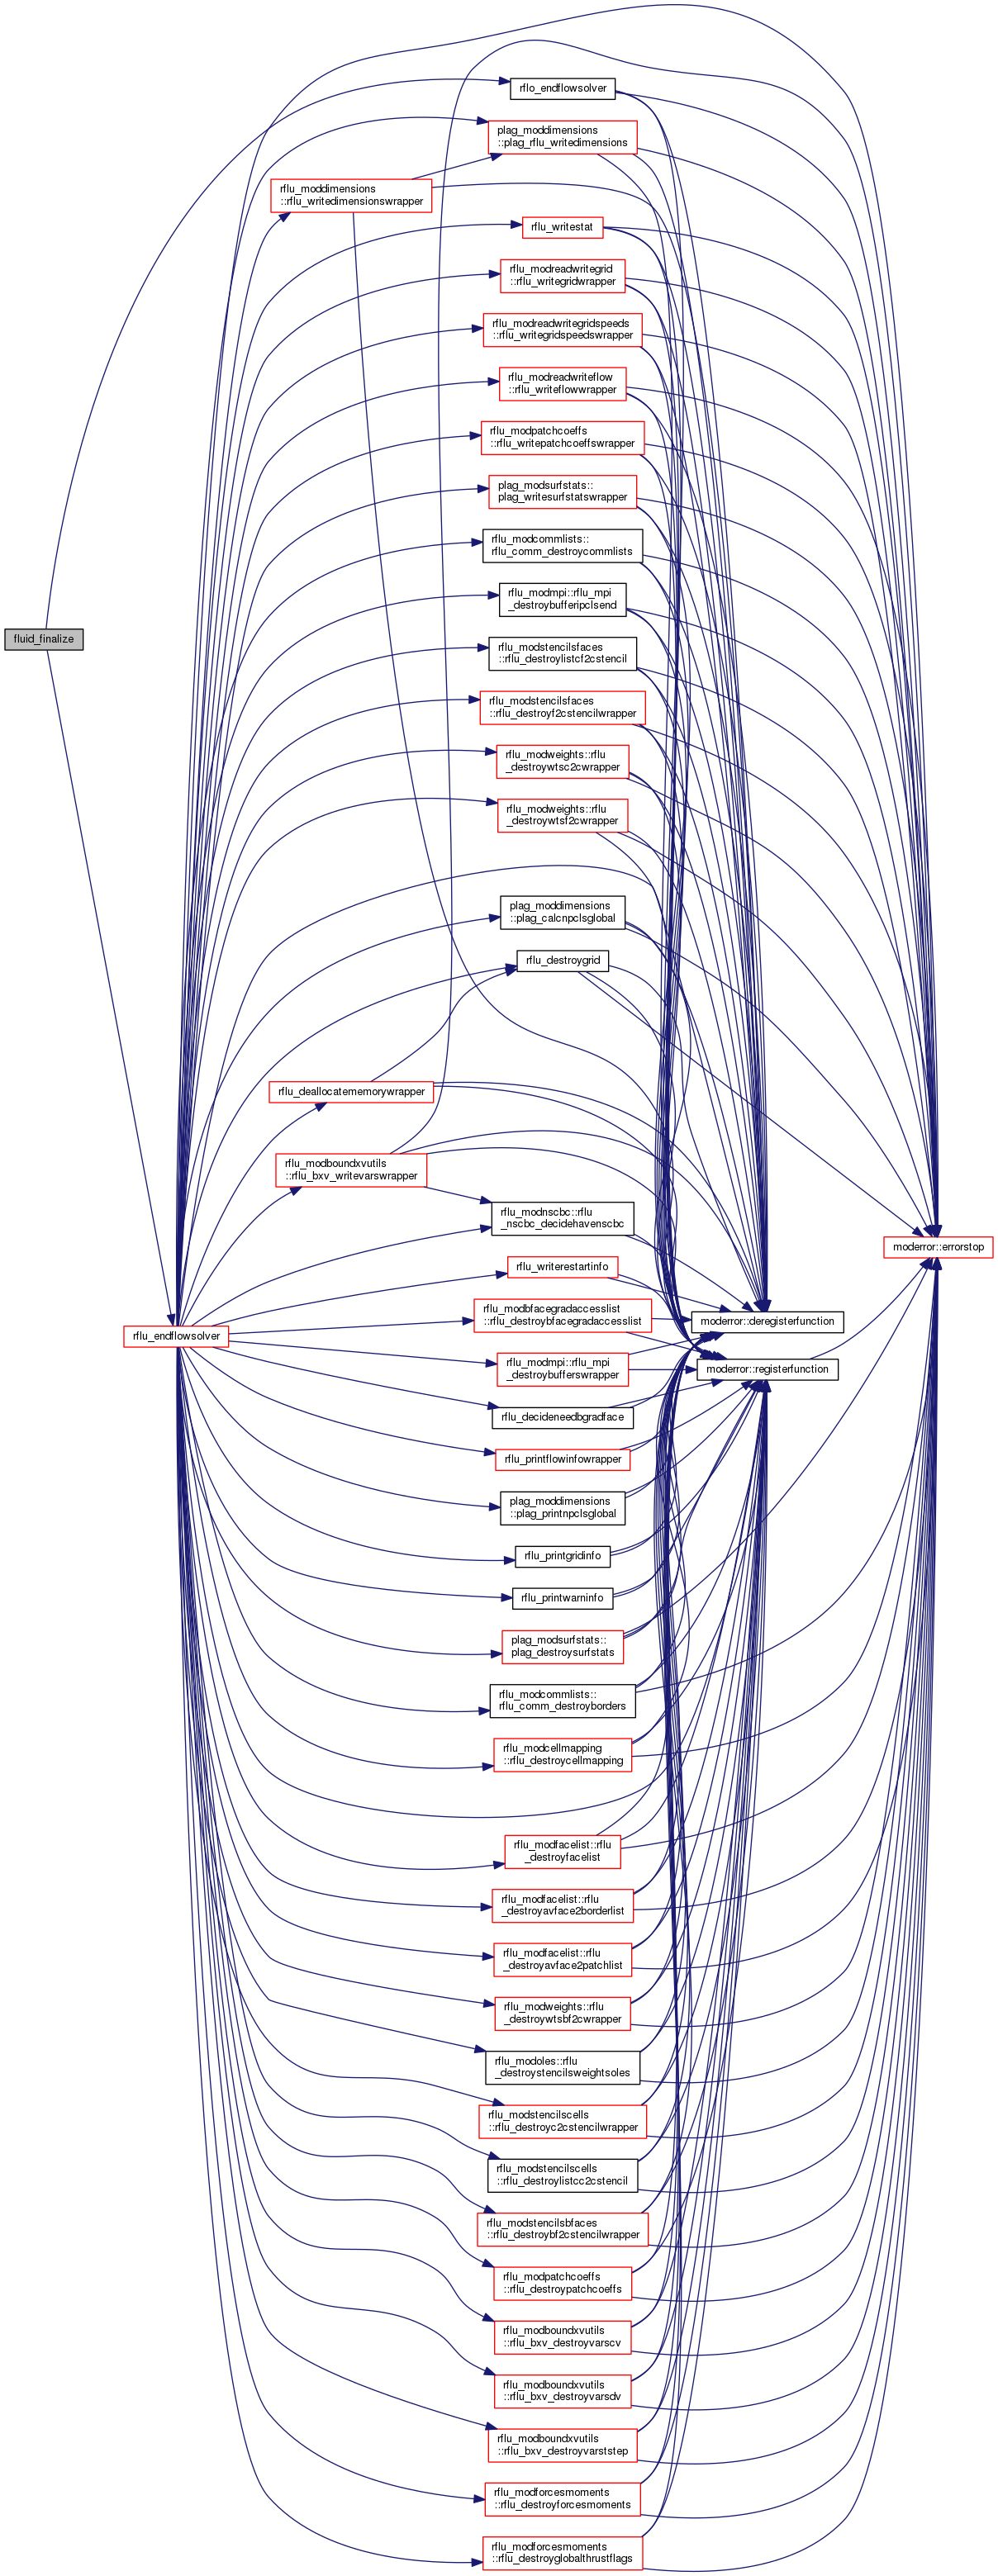 rflo_endflowsolver
plag_moddimensions
::plag_rflu_writedimensions
rflu_moddimensions
::rflu_writedimensionswrapper
rflu_writestat
rflu_modreadwritegrid
::rflu_writegridwrapper
rflu_modreadwritegridspeeds
::rflu_writegridspeedswrapper
rflu_modreadwriteflow
::rflu_writeflowwrapper
rflu_modpatchcoeffs
::rflu_writepatchcoeffswrapper
plag_modsurfstats::
plag_writesurfstatswrapper
rflu_modcommlists::
rflu_comm_destroycommlists
rflu_modmpi::rflu_mpi
_destroybufferipclsend
fluid_finalize
rflu_modstencilsfaces
::rflu_destroylistcf2cstencil
rflu_modstencilsfaces
::rflu_destroyf2cstencilwrapper
rflu_modweights::rflu
_destroywtsc2cwrapper
rflu_modweights::rflu
_destroywtsf2cwrapper
plag_moddimensions
::plag_calcnpclsglobal
rflu_destroygrid
rflu_deallocatememorywrapper
rflu_modboundxvutils
::rflu_bxv_writevarswrapper
rflu_modnscbc::rflu
_nscbc_decidehavenscbc
moderror::errorstop
rflu_writerestartinfo
rflu_modbfacegradaccesslist
::rflu_destroybfacegradaccesslist
moderror::deregisterfunction
rflu_endflowsolver
rflu_modmpi::rflu_mpi
_destroybufferswrapper
moderror::registerfunction
rflu_decideneedbgradface
rflu_printflowinfowrapper
plag_moddimensions
::plag_printnpclsglobal
rflu_printgridinfo
rflu_printwarninfo
plag_modsurfstats::
plag_destroysurfstats
rflu_modcommlists::
rflu_comm_destroyborders
rflu_modcellmapping
::rflu_destroycellmapping
rflu_modfacelist::rflu
_destroyfacelist
rflu_modfacelist::rflu
_destroyavface2borderlist
rflu_modfacelist::rflu
_destroyavface2patchlist
rflu_modweights::rflu
_destroywtsbf2cwrapper
rflu_modoles::rflu
_destroystencilsweightsoles
rflu_modstencilscells
::rflu_destroyc2cstencilwrapper
rflu_modstencilscells
::rflu_destroylistcc2cstencil
rflu_modstencilsbfaces
::rflu_destroybf2cstencilwrapper
rflu_modpatchcoeffs
::rflu_destroypatchcoeffs
rflu_modboundxvutils
::rflu_bxv_destroyvarscv
rflu_modboundxvutils
::rflu_bxv_destroyvarsdv
rflu_modboundxvutils
::rflu_bxv_destroyvarststep
rflu_modforcesmoments
::rflu_destroyforcesmoments
rflu_modforcesmoments
::rflu_destroyglobalthrustflags